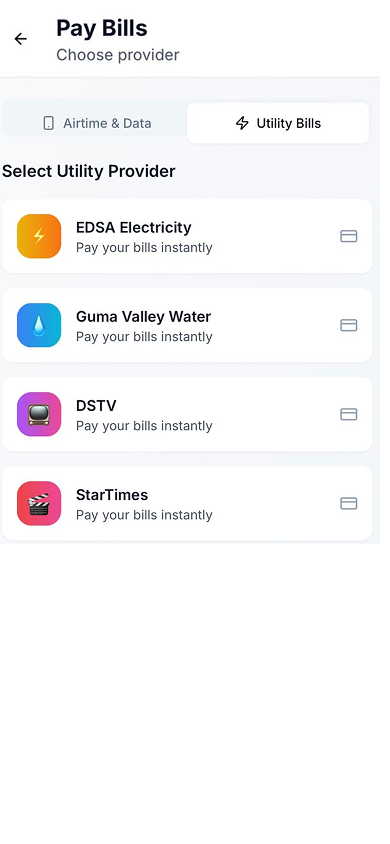 Pay Bills
Choose provider
Airtime & Data
Utility Bills
Select Utility Provider
EDSA Electricity
Pay your bills instantly
Guma Valley Water
Pay your bills instantly
DSTV
Pay your bills instantly
StarTimes
Pay your bills instantly